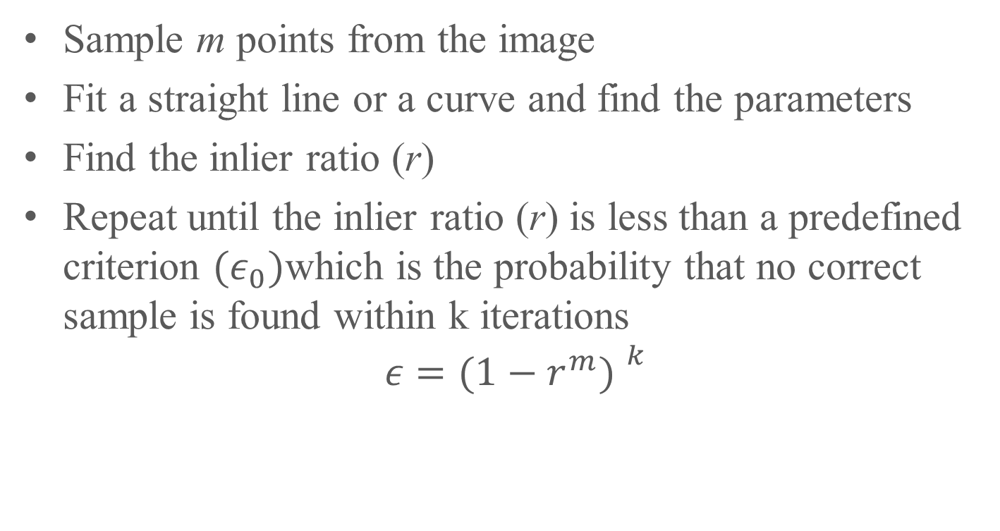 • Sample m points from the image
• Fit a straight line or a curve and find the parameters
• Find the inlier ratio (r)
• Repeat until the inlier ratio (r) is less than a predefined
criterion (ϵ₀)which is the probability that no correct
sample is found within k iterations
ϵ = (1 − r^m)^k